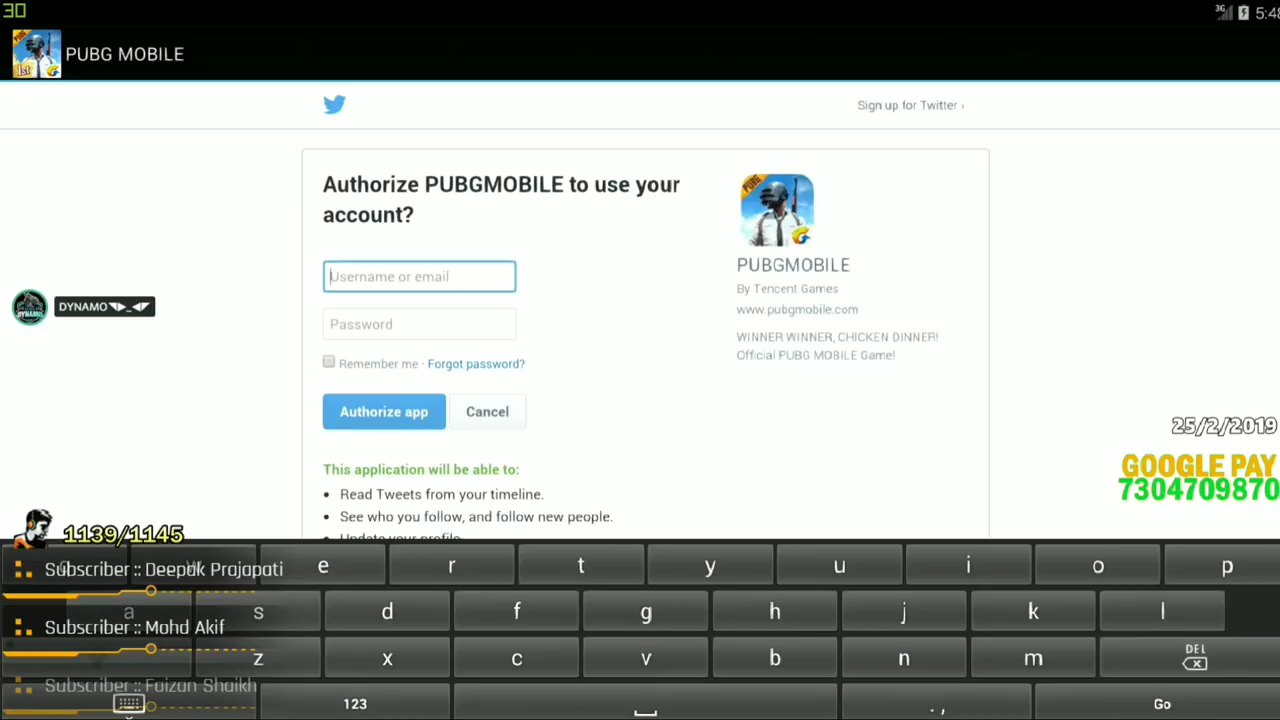 30
3G
5:48
PUBG MOBILE
Sign up for Twitter ›
Authorize PUBGMOBILE to use your
account?
Username or email
Password
Remember me · Forgot password?
Authorize app
Cancel
This application will be able to:
• Read Tweets from your timeline.
• See who you follow, and follow new people.
PUBG
PUBGMOBILE
By Tencent Games
www.pubgmobile.com
WINNER WINNER, CHICKEN DINNER!
Official PUBG MOBILE Game!
DYNAMO
25/2/2019
GOOGLE PAY
7304709870
1139/1145
Subscriber :: Deepak Prajapati
Subscriber :: Mohd Akif
Subscriber :: Faizan Shaikh
e r t y u i o p
a s d f g h j k l
z x c v b n m DEL
123 . , Go